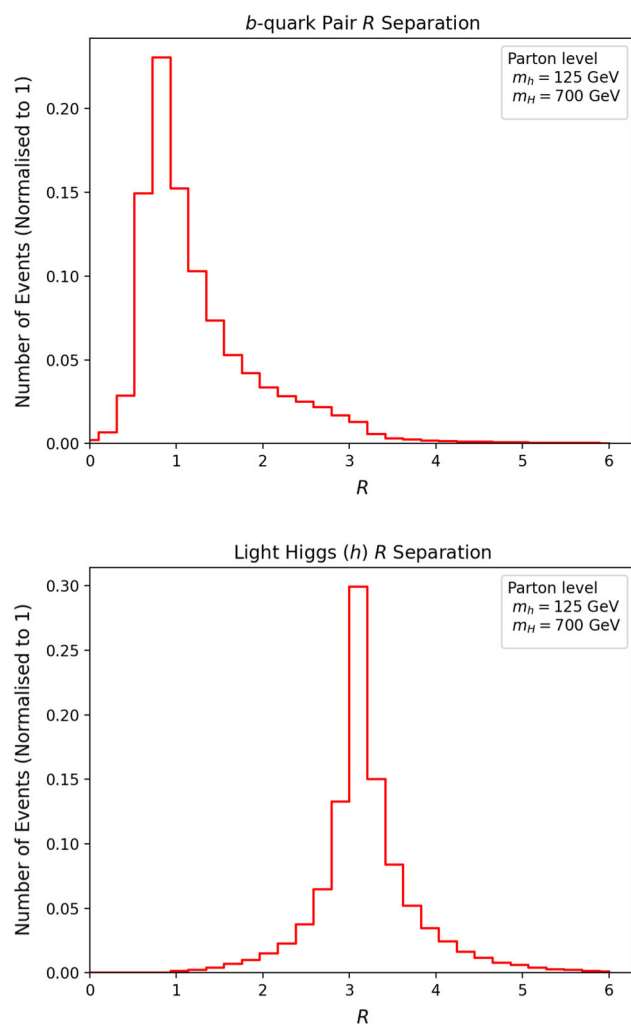 b-quark Pair R Separation
Number of Events (Normalised to 1)
Parton level
m_h = 125 GeV
m_H = 700 GeV
0.20
0.15
0.10
0.05
0.00
0 1 2 3 4 5 6
R
Light Higgs (h) R Separation
Number of Events (Normalised to 1)
Parton level
m_h = 125 GeV
m_H = 700 GeV
0.30
0.25
0.20
0.15
0.10
0.05
0.00
0 1 2 3 4 5 6
R